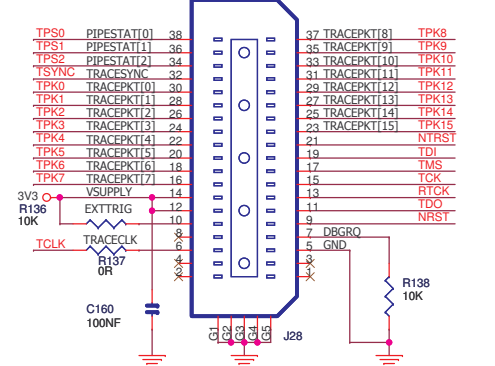 TPS0 PIPESTAT[0] 38 37 TRACEPKT[8] TPK8
TPS1 PIPESTAT[1] 36 35 TRACEPKT[9] TPK9
TPS2 PIPESTAT[2] 34 33 TRACEPKT[10] TPK10
TSYNC TRACESYNC 32 31 TRACEPKT[11] TPK11
TPK0 TRACEPKT[0] 30 29 TRACEPKT[12] TPK12
TPK1 TRACEPKT[1] 28 27 TRACEPKT[13] TPK13
TPK2 TRACEPKT[2] 26 25 TRACEPKT[14] TPK14
TPK3 TRACEPKT[3] 24 23 TRACEPKT[15] TPK15
TPK4 TRACEPKT[4] 22 21 NTRST
TPK5 TRACEPKT[5] 20 19 TDI
TPK6 TRACEPKT[6] 18 17 TMS
TPK7 TRACEPKT[7] 16 15 TCK
3V3 VSUPPLY 14 13 RTCK
R136 12 11 TDO
10K EXTTRIG 10 9 NRST
8 7 DBGRQ
TCLK TRACECLK 6 5 GND
R137 4 3
0R 2 1
R138
10K
C160
100NF
G1 G2 G3 G4 G5 J28